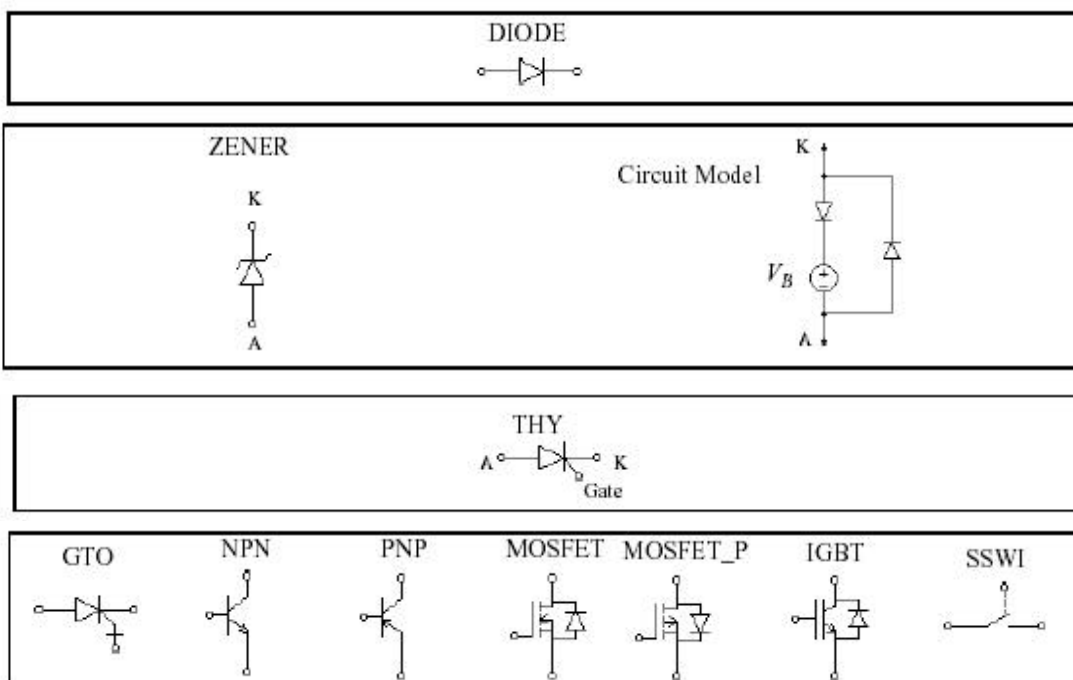 DIODE
ZENER
K
A
Circuit Model
K
V_B
A
THY
A
K
Gate
GTO
NPN
PNP
MOSFET
MOSFET_P
IGBT
SSWI